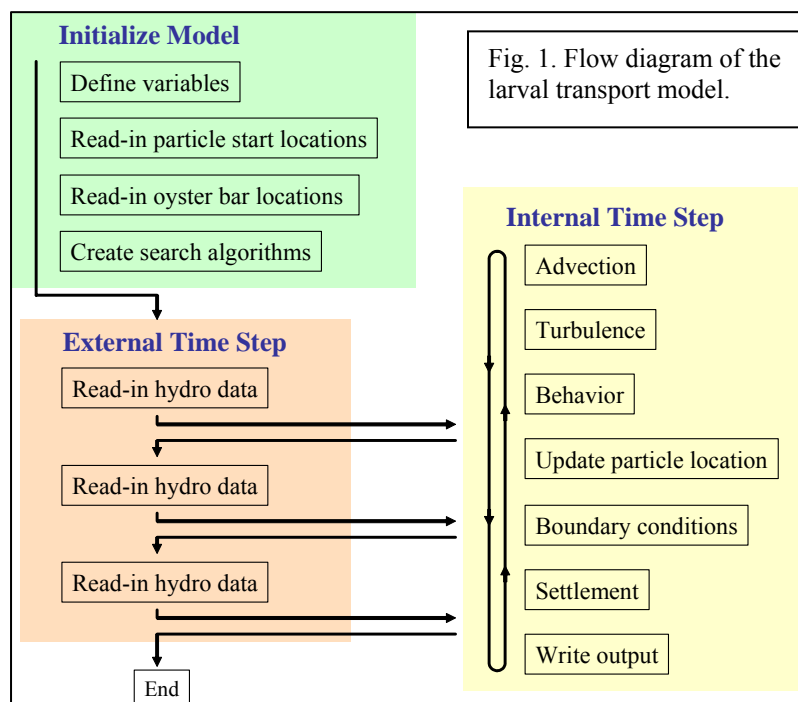 Initialize Model
Define variables
Read-in particle start locations
Read-in oyster bar locations
Create search algorithms
Fig. 1. Flow diagram of the
larval transport model.
External Time Step
Read-in hydro data
Read-in hydro data
Read-in hydro data
End
Internal Time Step
Advection
Turbulence
Behavior
Update particle location
Boundary conditions
Settlement
Write output